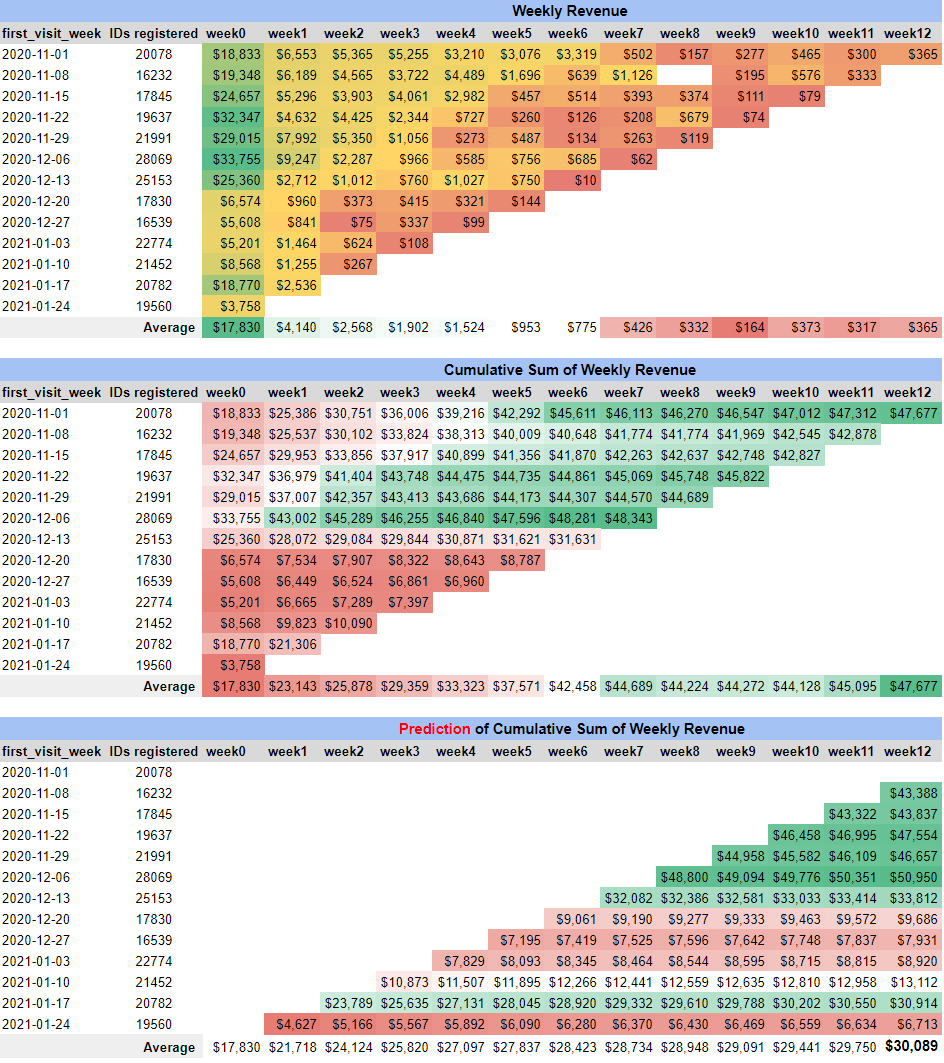 Weekly Revenue
first_visit_week IDs registered week0 week1 week2 week3 week4 week5 week6 week7 week8 week9 week10 week11 week12
2020-11-01 20078 $18,833 $6,553 $5,365 $5,255 $3,210 $3,076 $3,319 $502 $157 $277 $465 $300 $365
2020-11-08 16232 $19,348 $6,189 $4,565 $3,722 $4,489 $1,696 $639 $1,126 $195 $576 $333
2020-11-15 17845 $24,657 $5,296 $3,903 $4,061 $2,982 $457 $514 $393 $374 $111 $79
2020-11-22 19637 $32,347 $4,632 $4,425 $2,344 $727 $260 $126 $208 $679 $74
2020-11-29 21991 $29,015 $7,992 $5,350 $1,056 $273 $487 $134 $263 $119
2020-12-06 28069 $33,755 $9,247 $2,287 $966 $585 $756 $685 $62
2020-12-13 25153 $25,360 $2,712 $1,012 $760 $1,027 $750 $10
2020-12-20 17830 $6,574 $960 $373 $415 $321 $144
2020-12-27 16539 $5,608 $841 $75 $337 $99
2021-01-03 22774 $5,201 $1,464 $624 $108
2021-01-10 21452 $8,568 $1,255 $267
2021-01-17 20782 $18,770 $2,536
2021-01-24 19560 $3,758
Average $17,830 $4,140 $2,568 $1,902 $1,524 $953 $775 $426 $332 $164 $373 $317 $365
Cumulative Sum of Weekly Revenue
first_visit_week IDs registered week0 week1 week2 week3 week4 week5 week6 week7 week8 week9 week10 week11 week12
2020-11-01 20078 $18,833 $25,386 $30,751 $36,006 $39,216 $42,292 $45,611 $46,113 $46,270 $46,547 $47,012 $47,312 $47,677
2020-11-08 16232 $19,348 $25,537 $30,102 $33,824 $38,313 $40,009 $40,648 $41,774 $41,774 $41,969 $42,545 $42,878
2020-11-15 17845 $24,657 $29,953 $33,856 $37,917 $40,899 $41,356 $41,870 $42,263 $42,637 $42,748 $42,827
2020-11-22 19637 $32,347 $36,979 $41,404 $43,748 $44,475 $44,735 $44,861 $45,069 $45,748 $45,822
2020-11-29 21991 $29,015 $37,007 $42,357 $43,413 $43,686 $44,173 $44,307 $44,570 $44,689
2020-12-06 28069 $33,755 $43,002 $45,289 $46,255 $46,840 $47,596 $48,281 $48,343
2020-12-13 25153 $25,360 $28,072 $29,084 $29,844 $30,871 $31,621 $31,631
2020-12-20 17830 $6,574 $7,534 $7,907 $8,322 $8,643 $8,787
2020-12-27 16539 $5,608 $6,449 $6,524 $6,861 $6,960
2021-01-03 22774 $5,201 $6,665 $7,289 $7,397
2021-01-10 21452 $8,568 $9,823 $10,090
2021-01-17 20782 $18,770 $21,306
2021-01-24 19560 $3,758
Average $17,830 $23,143 $25,878 $29,359 $33,323 $37,571 $42,458 $44,689 $44,224 $44,272 $44,128 $45,095 $47,677
Prediction of Cumulative Sum of Weekly Revenue
first_visit_week IDs registered week0 week1 week2 week3 week4 week5 week6 week7 week8 week9 week10 week11 week12
2020-11-01 20078
2020-11-08 16232 $43,388
2020-11-15 17845 $43,322 $43,837
2020-11-22 19637 $46,458 $46,995 $47,554
2020-11-29 21991 $44,958 $45,582 $46,109 $46,657
2020-12-06 28069 $48,800 $49,094 $49,776 $50,351 $50,950
2020-12-13 25153 $32,082 $32,386 $32,581 $33,033 $33,414 $33,812
2020-12-20 17830 $9,061 $9,190 $9,277 $9,333 $9,463 $9,572 $9,686
2020-12-27 16539 $7,195 $7,419 $7,525 $7,596 $7,642 $7,748 $7,837 $7,931
2021-01-03 22774 $7,829 $8,093 $8,345 $8,464 $8,544 $8,595 $8,715 $8,815 $8,920
2021-01-10 21452 $10,873 $11,507 $11,895 $12,266 $12,441 $12,559 $12,635 $12,810 $12,958 $13,112
2021-01-17 20782 $23,789 $25,635 $27,131 $28,045 $28,920 $29,332 $29,610 $29,788 $30,202 $30,550 $30,914
2021-01-24 19560 $4,627 $5,166 $5,567 $5,892 $6,090 $6,280 $6,370 $6,430 $6,469 $6,559 $6,634 $6,713
Average $17,830 $21,718 $24,124 $25,820 $27,097 $27,837 $28,423 $28,734 $28,948 $29,091 $29,441 $29,750 $30,089